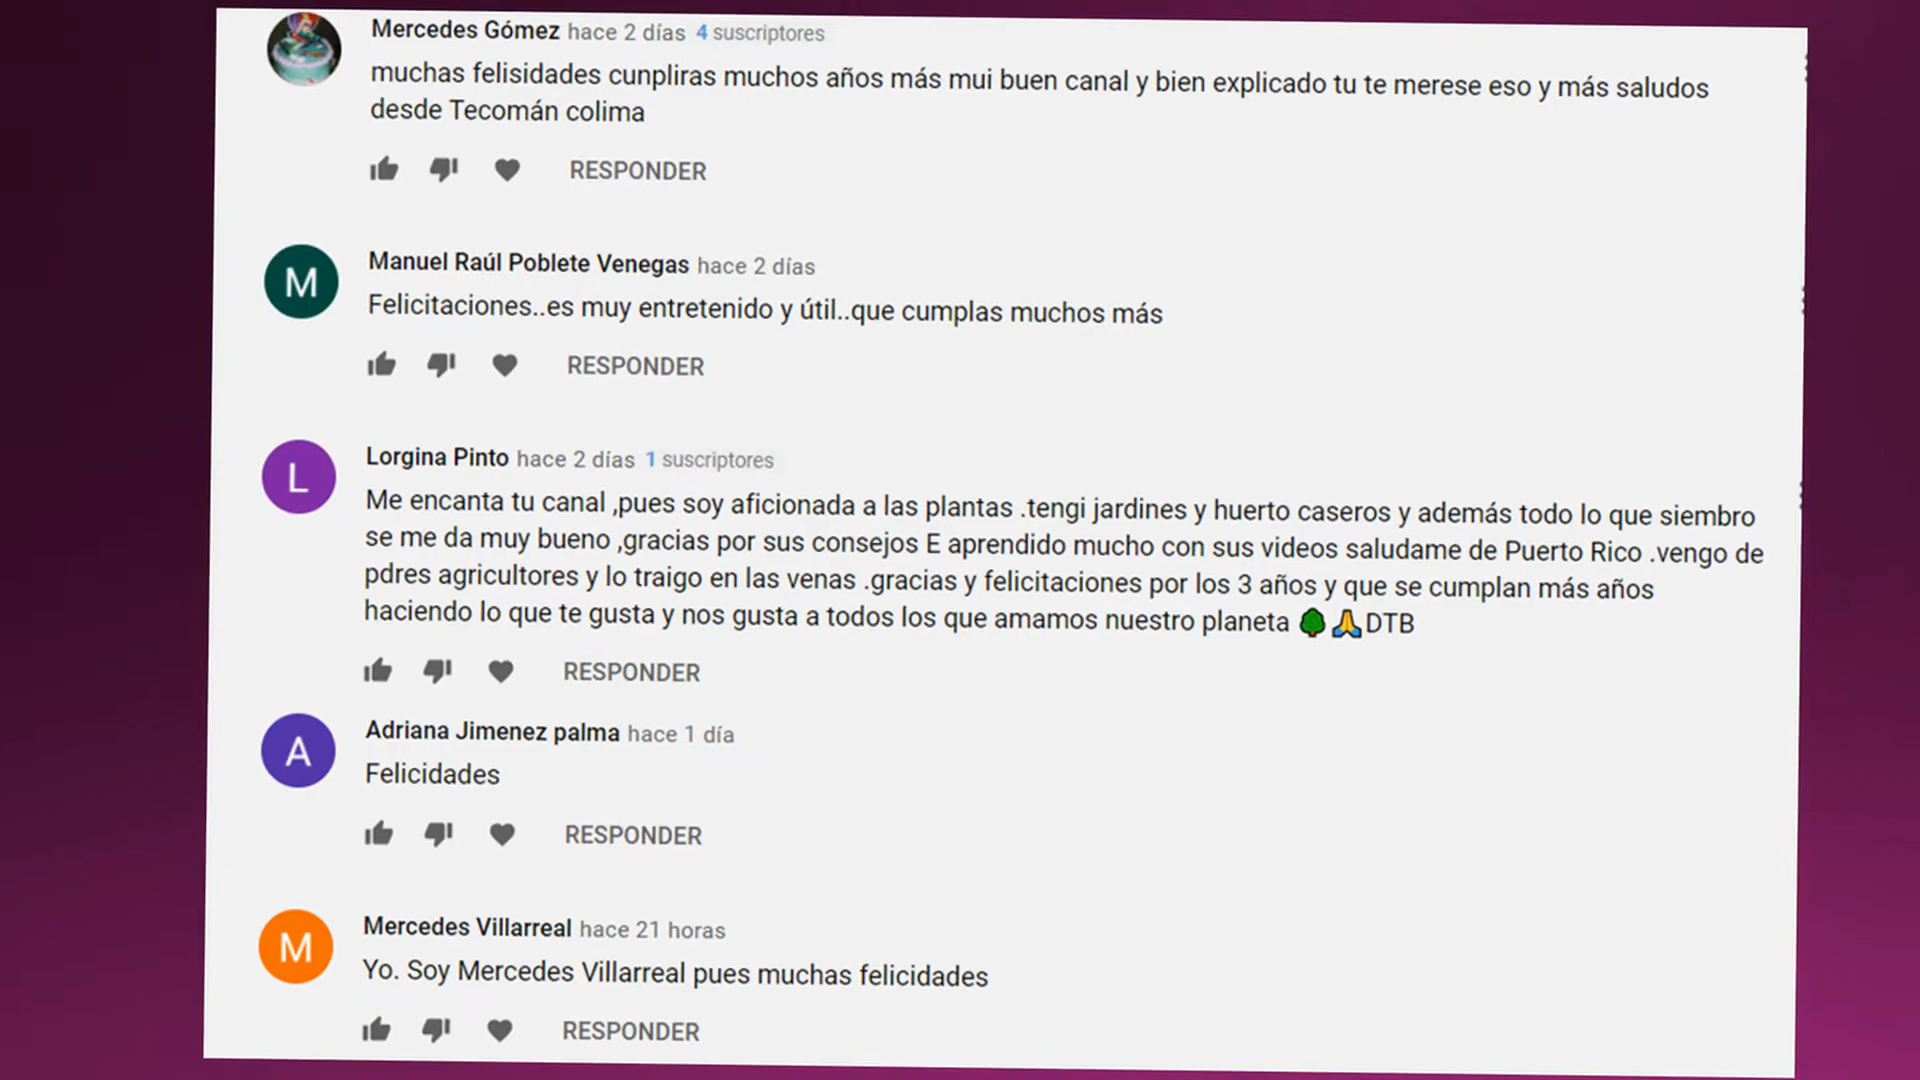 Mercedes Gómez hace 2 días 4 suscriptores
muchas felisidades cunpliras muchos años más mui buen canal y bien explicado tu te merese eso y más saludos
desde Tecomán colima
RESPONDER
M
Manuel Raúl Poblete Venegas hace 2 días
Felicitaciones..es muy entretenido y útil..que cumplas muchos más
RESPONDER
L
Lorgina Pinto hace 2 días 1 suscriptores
Me encanta tu canal ,pues soy aficionada a las plantas .tengi jardines y huerto caseros y además todo lo que siembro
se me da muy bueno ,gracias por sus consejos E aprendido mucho con sus videos saludame de Puerto Rico .vengo de
pdres agricultores y lo traigo en las venas .gracias y felicitaciones por los 3 años y que se cumplan más años
haciendo lo que te gusta y nos gusta a todos los que amamos nuestro planeta 🌳🙏DTB
RESPONDER
A
Adriana Jimenez palma hace 1 día
Felicidades
RESPONDER
M
Mercedes Villarreal hace 21 horas
Yo. Soy Mercedes Villarreal pues muchas felicidades
RESPONDER